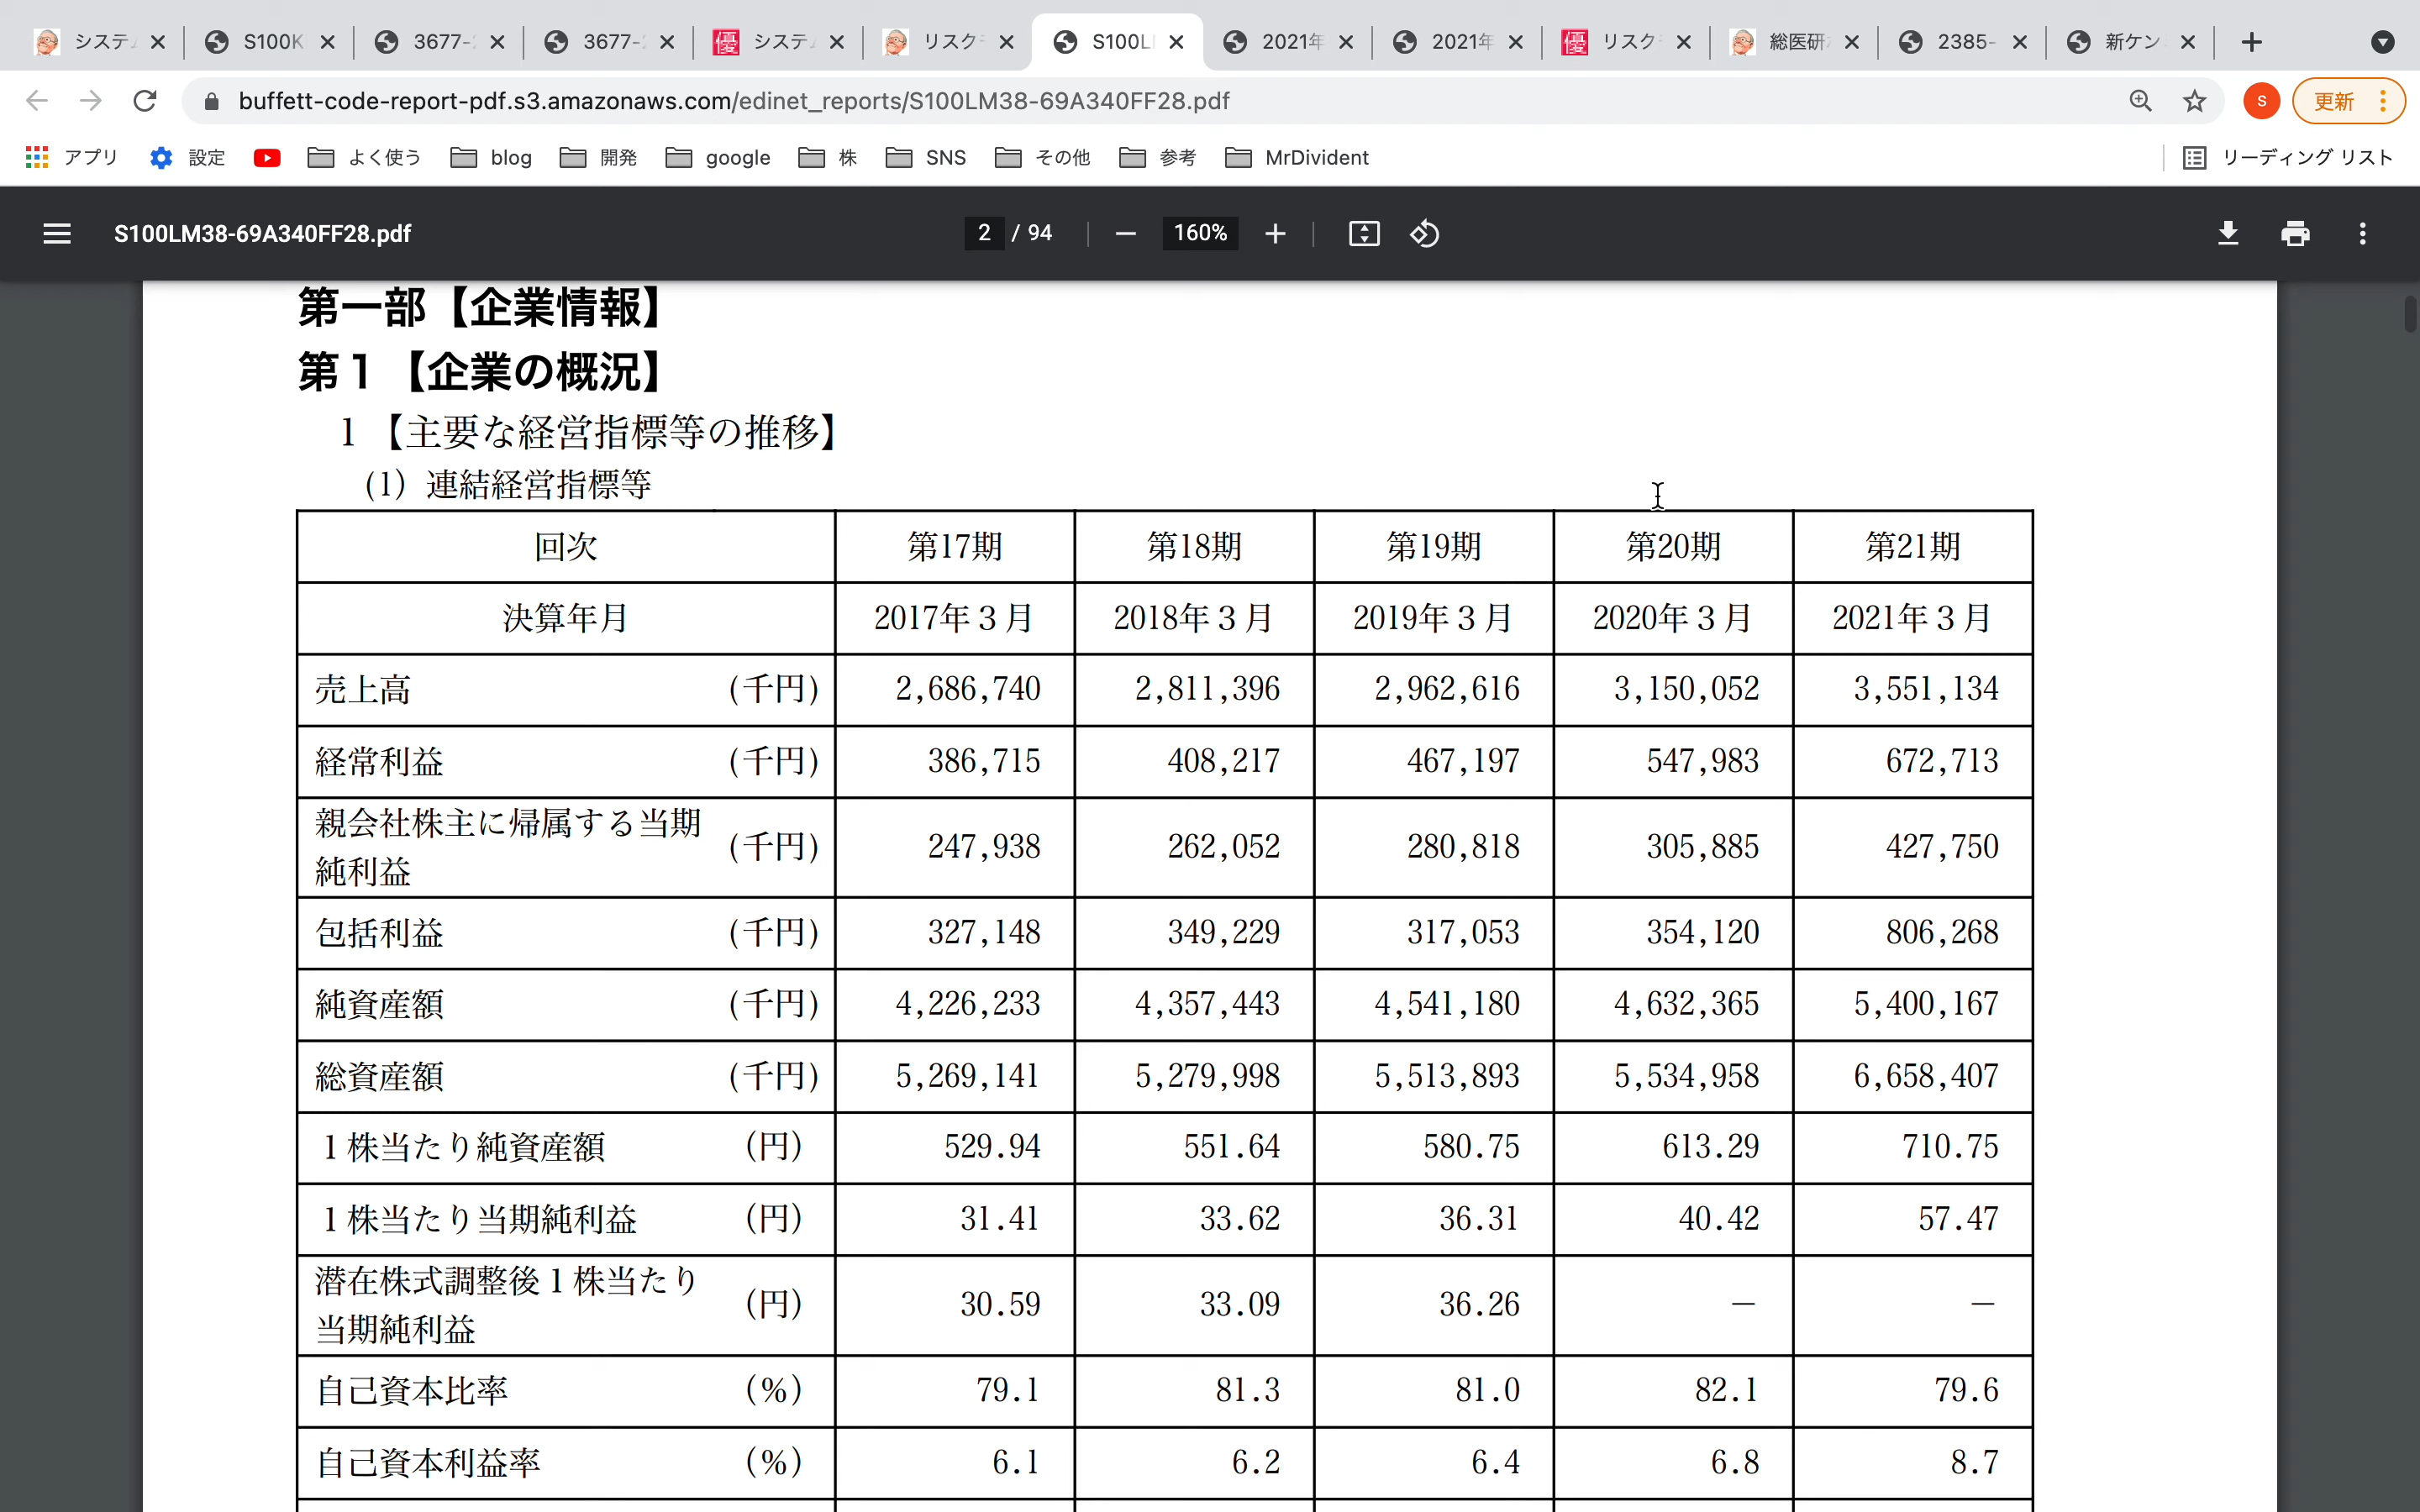 システ S100K 3677- 3677- システ リスク S100L 2021年 2021年 リスク 総医研 2385- 新ケン
buffett-code-report-pdf.s3.amazonaws.com/edinet_reports/S100LM38-69A340FF28.pdf S 更新
アプリ 設定 よく使う blog 開発 google 株 SNS その他 参考 MrDivident リーディング リスト
S100LM38-69A340FF28.pdf 2 / 94 160%
第一部【企業情報】
第1【企業の概況】
1【主要な経営指標等の推移】
(1) 連結経営指標等
回次 第17期 第18期 第19期 第20期 第21期
決算年月 2017年3月 2018年3月 2019年3月 2020年3月 2021年3月
売上高 (千円) 2,686,740 2,811,396 2,962,616 3,150,052 3,551,134
経常利益 (千円) 386,715 408,217 467,197 547,983 672,713
親会社株主に帰属する当期
純利益 (千円) 247,938 262,052 280,818 305,885 427,750
包括利益 (千円) 327,148 349,229 317,053 354,120 806,268
純資産額 (千円) 4,226,233 4,357,443 4,541,180 4,632,365 5,400,167
総資産額 (千円) 5,269,141 5,279,998 5,513,893 5,534,958 6,658,407
1株当たり純資産額 (円) 529.94 551.64 580.75 613.29 710.75
1株当たり当期純利益 (円) 31.41 33.62 36.31 40.42 57.47
潜在株式調整後1株当たり
当期純利益 (円) 30.59 33.09 36.26 － －
自己資本比率 (%) 79.1 81.3 81.0 82.1 79.6
自己資本利益率 (%) 6.1 6.2 6.4 6.8 8.7